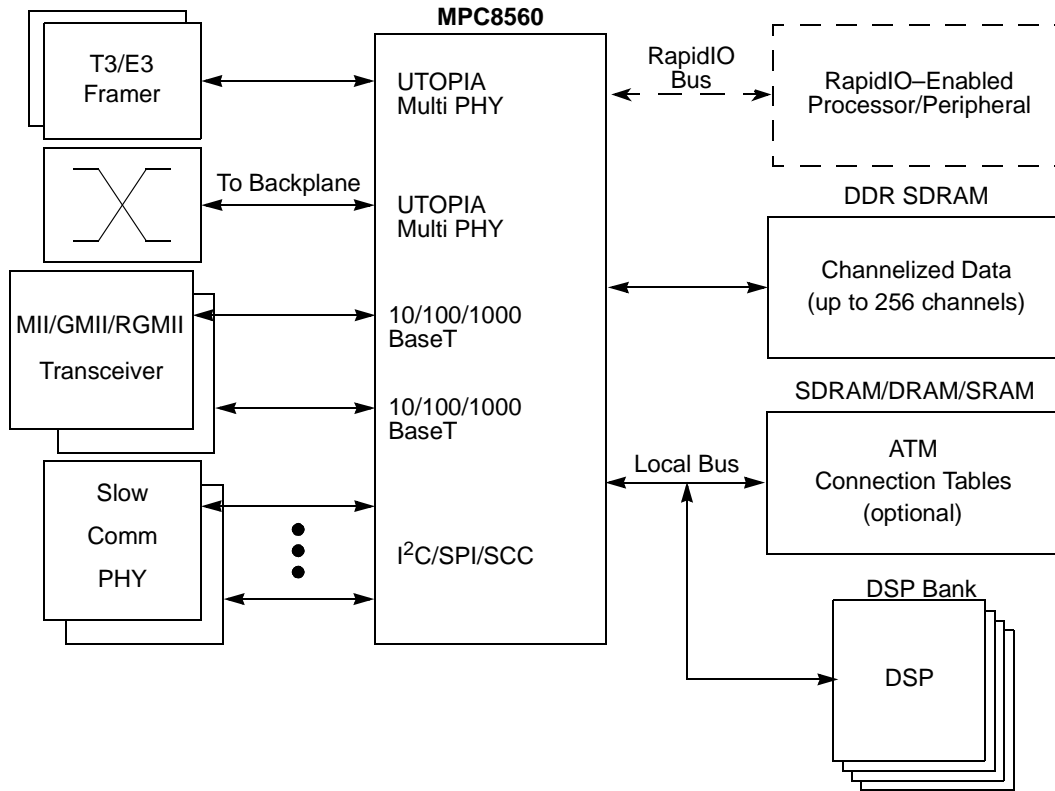 MPC8560
T3/E3
Framer
UTOPIA
Multi PHY
RapidIO
Bus
RapidIO–Enabled
Processor/Peripheral
To Backplane
UTOPIA
Multi PHY
DDR SDRAM
Channelized Data
(up to 256 channels)
MII/GMII/RGMII
Transceiver
10/100/1000
BaseT
10/100/1000
BaseT
SDRAM/DRAM/SRAM
Local Bus
ATM
Connection Tables
(optional)
Slow
Comm
PHY
I²C/SPI/SCC
DSP Bank
DSP